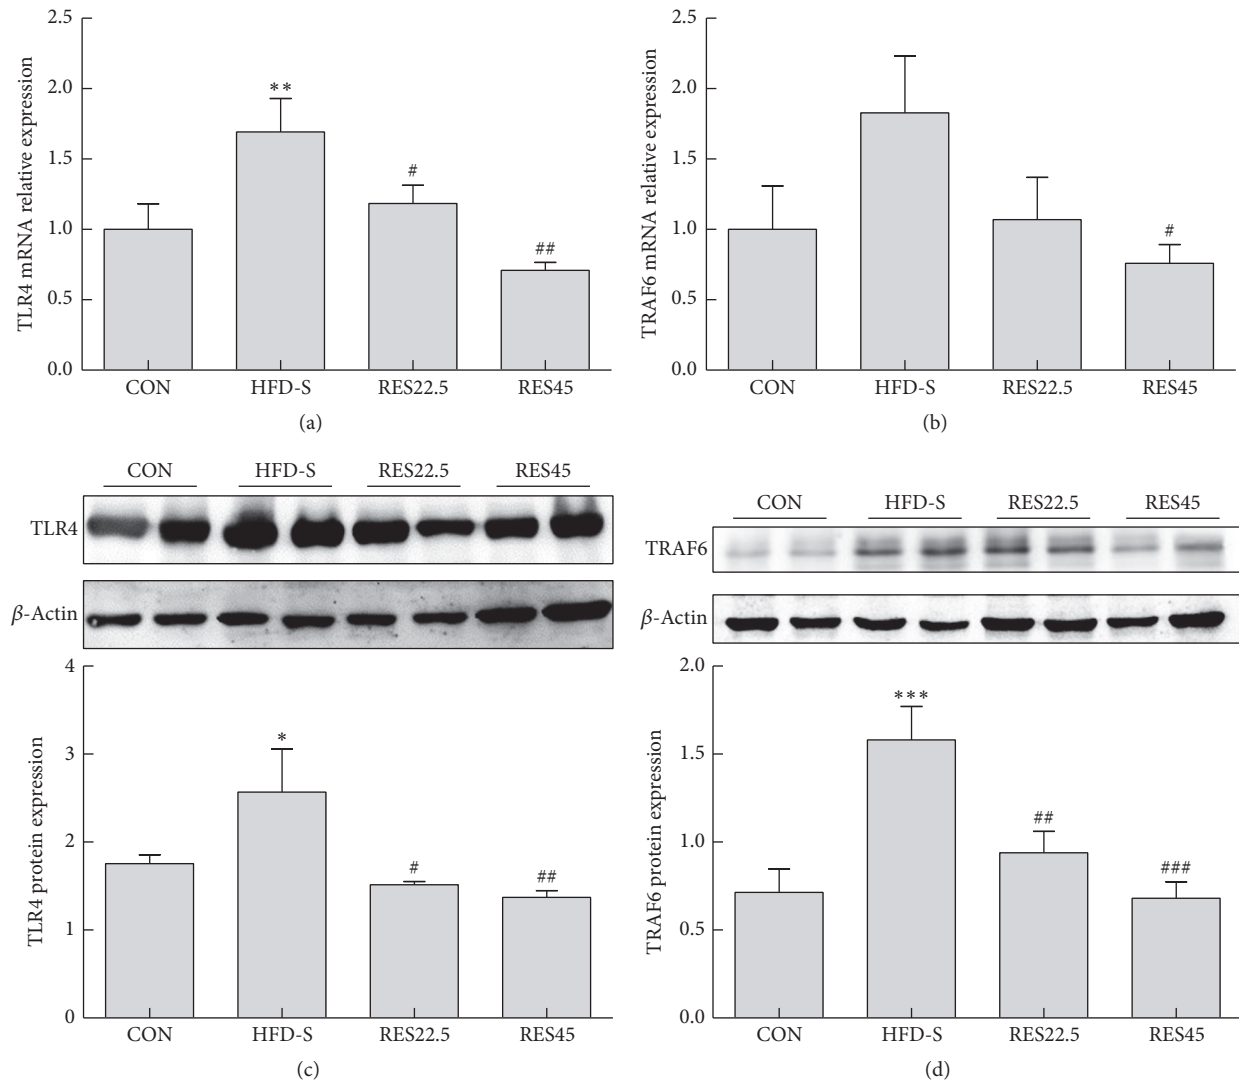 2.5
2.0
1.5
1.0
0.5
0.0
TLR4 mRNA relative expression
**
#
##
CON HFD-S RES22.5 RES45
(a)
2.5
2.0
1.5
1.0
0.5
0.0
TRAF6 mRNA relative expression
#
CON HFD-S RES22.5 RES45
(b)
CON HFD-S RES22.5 RES45
TLR4
β-Actin
4
3
2
1
0
TLR4 protein expression
*
#
##
CON HFD-S RES22.5 RES45
(c)
CON HFD-S RES22.5 RES45
TRAF6
β-Actin
2.0
1.5
1.0
0.5
0.0
TRAF6 protein expression
***
##
###
CON HFD-S RES22.5 RES45
(d)